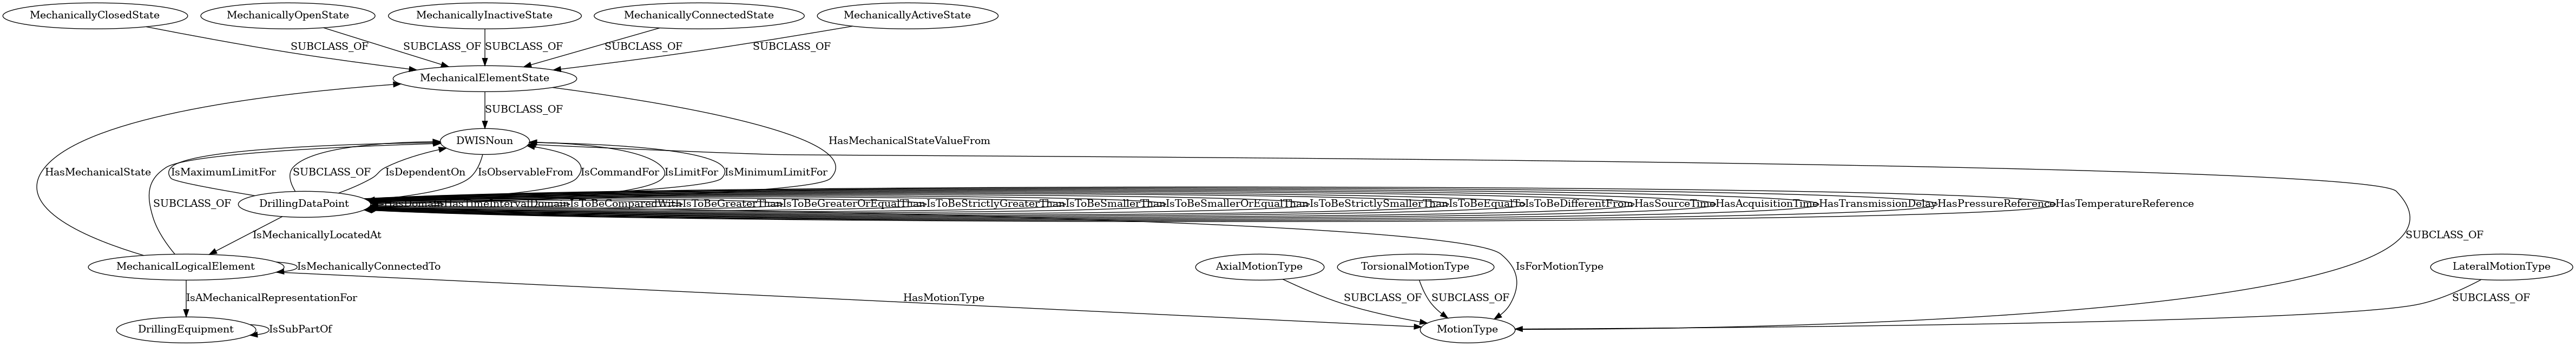 MechanicallyClosedState
MechanicallyOpenState
MechanicallyInactiveState
MechanicallyConnectedState
MechanicallyActiveState
SUBCLASS_OF
SUBCLASS_OF
SUBCLASS_OF
SUBCLASS_OF
SUBCLASS_OF
MechanicalElementState
SUBCLASS_OF
DWISNoun
HasMechanicalStateValueFrom
HasMechanicalState
IsMaximumLimitFor
SUBCLASS_OF
IsDependentOn
IsObservableFrom
IsCommandFor
IsLimitFor
IsMinimumLimitFor
SUBCLASS_OF
DrillingDataPoint
HasDomain
HasTimeIntervalDomain
IsToBeComparedWith
IsToBeGreaterThan
IsToBeGreaterOrEqualThan
IsToBeStrictlyGreaterThan
IsToBeSmallerThan
IsToBeSmallerOrEqualThan
IsToBeStrictlySmallerThan
IsToBeEqualTo
IsToBeDifferentFrom
HasSourceTime
HasAcquisitionTime
HasTransmissionDelay
HasPressureReference
HasTemperatureReference
IsMechanicallyLocatedAt
SUBCLASS_OF
MechanicalLogicalElement
IsMechanicallyConnectedTo
AxialMotionType
TorsionalMotionType
IsForMotionType
LateralMotionType
IsAMechanicalRepresentationFor
HasMotionType
SUBCLASS_OF
SUBCLASS_OF
SUBCLASS_OF
DrillingEquipment
IsSubPartOf
MotionType